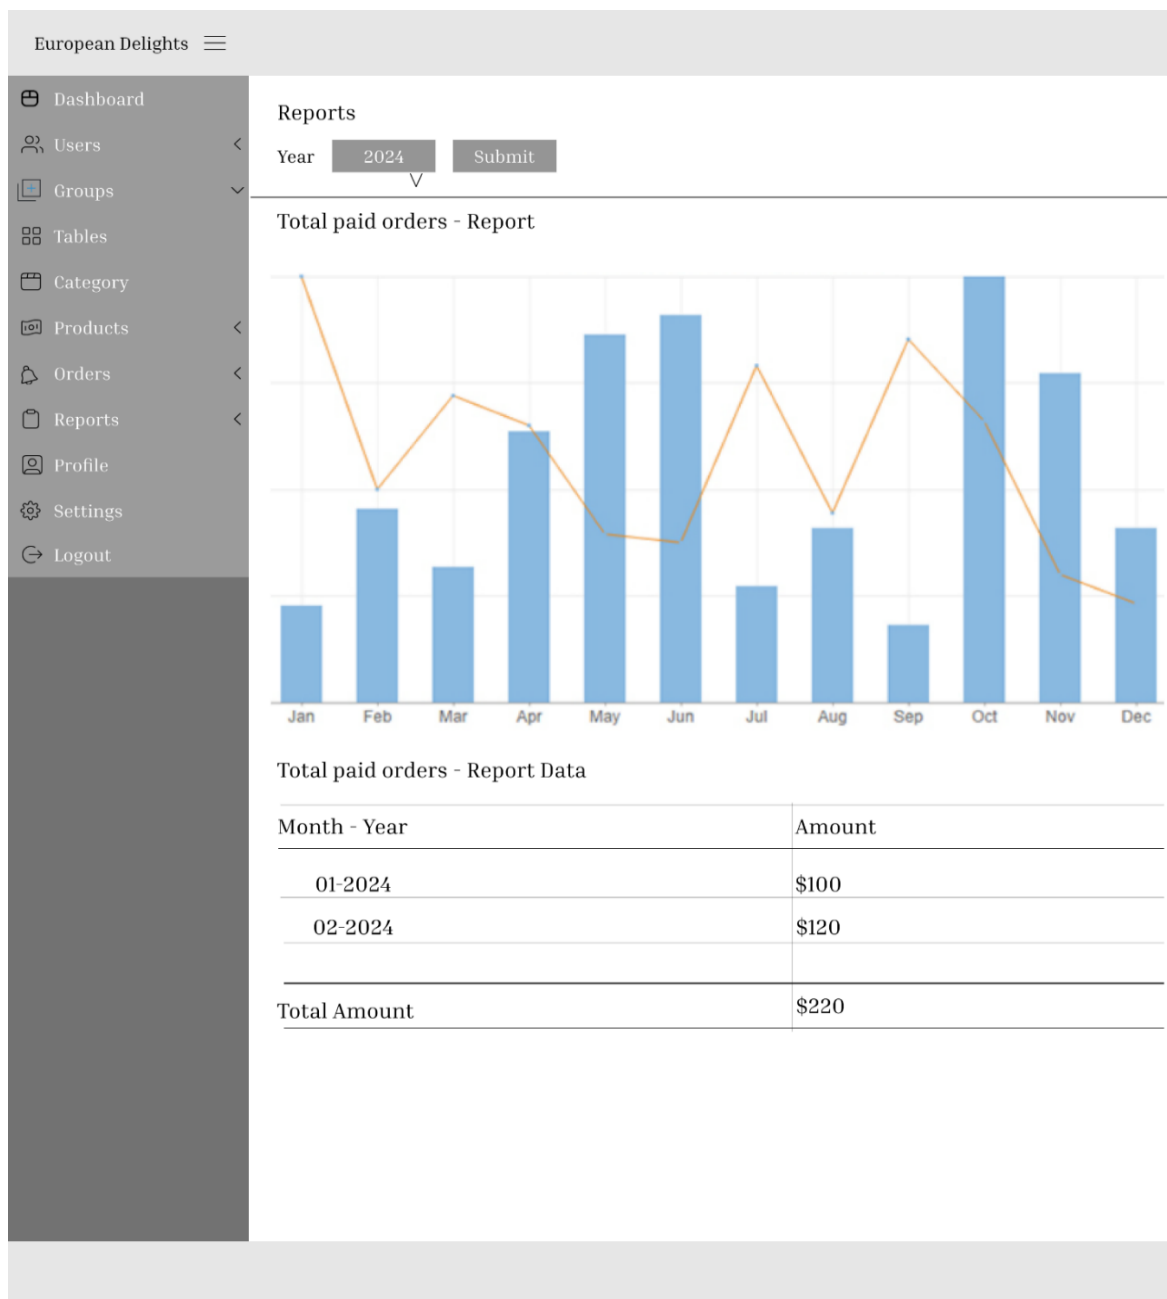 European Delights
Dashboard
Users
Groups
Tables
Category
Products
Orders
Reports
Profile
Settings
Logout
Reports
Year 2024 Submit
Total paid orders - Report
Jan Feb Mar Apr May Jun Jul Aug Sep Oct Nov Dec
Total paid orders - Report Data
Month - Year Amount
01-2024 $100
02-2024 $120
Total Amount $220